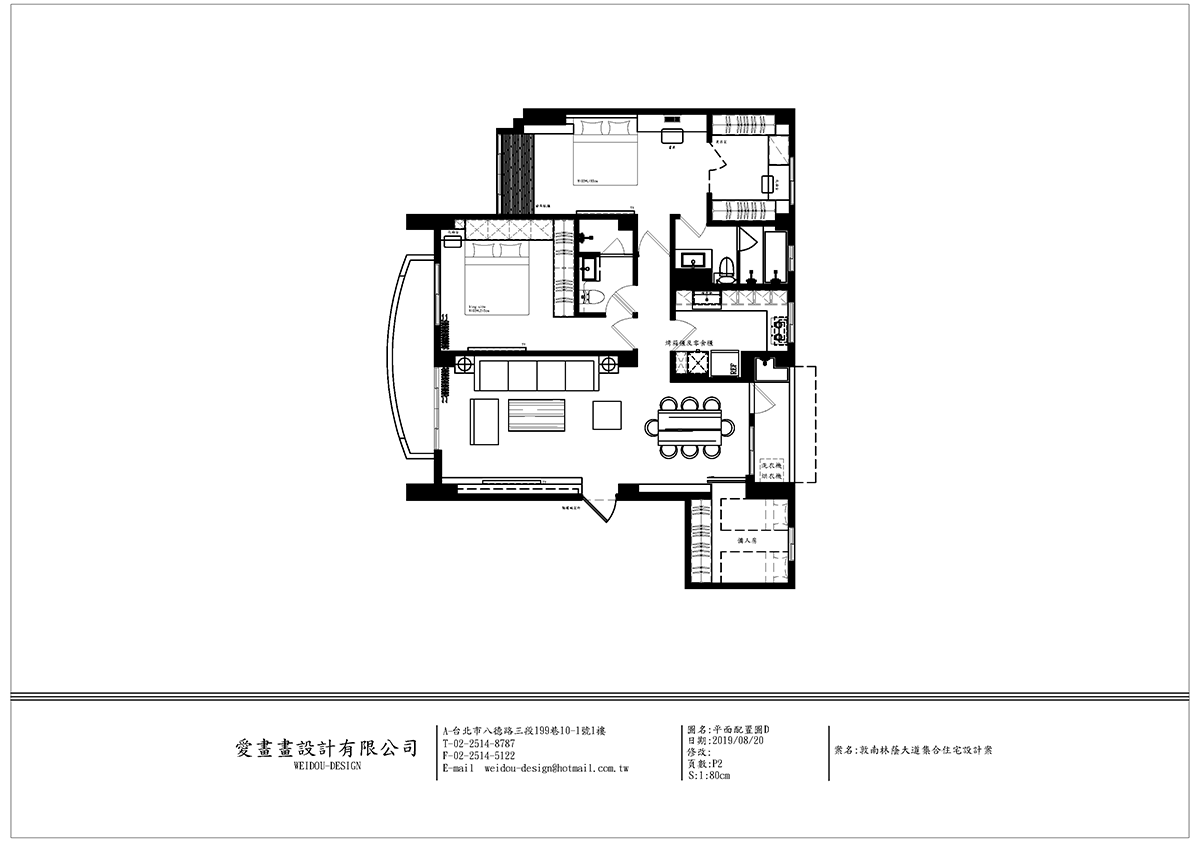 烤箱櫃及零食櫃
REF
洗衣機
烘衣機
傭人房
愛畫畫設計有限公司
WEIDOU-DESIGN
A-台北市八德路三段199巷10-1號1樓
T-02-2514-8787
F-02-2514-5122
E-mail weidou-design@hotmail.com.tw
圖名:平面配置圖D
日期:2019/08/20
修改:
頁數:P2
S:1:80cm
案名:敦南林蔭大道集合住宅設計案